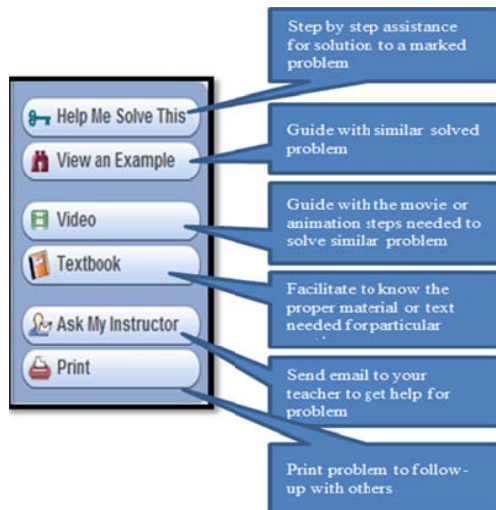 Help Me Solve This
View an Example
Video
Textbook
Ask My Instructor
Print
Step by step assistance
for solution to a marked
problem
Guide with similar solved
problem
Guide with the movie or
animation steps needed to
solve similar problem
Facilitate to know the
proper material or text
needed for particular
Send email to your
teacher to get help for
problem
Print problem to follow-
up with others